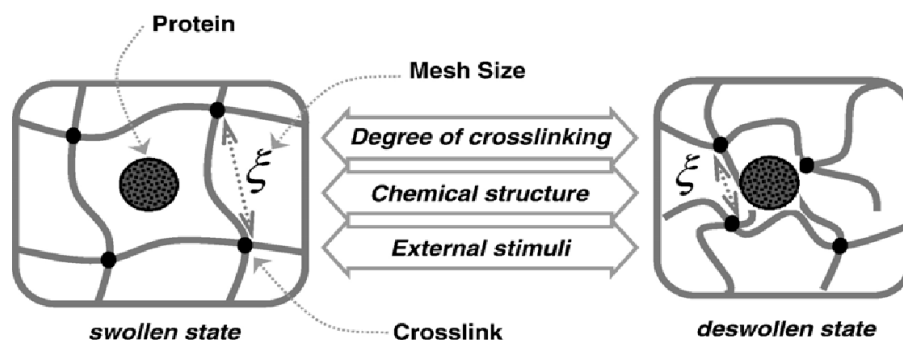 Protein
Mesh Size
Degree of crosslinking
ξ
ξ
Chemical structure
External stimuli
swollen state
Crosslink
deswollen state